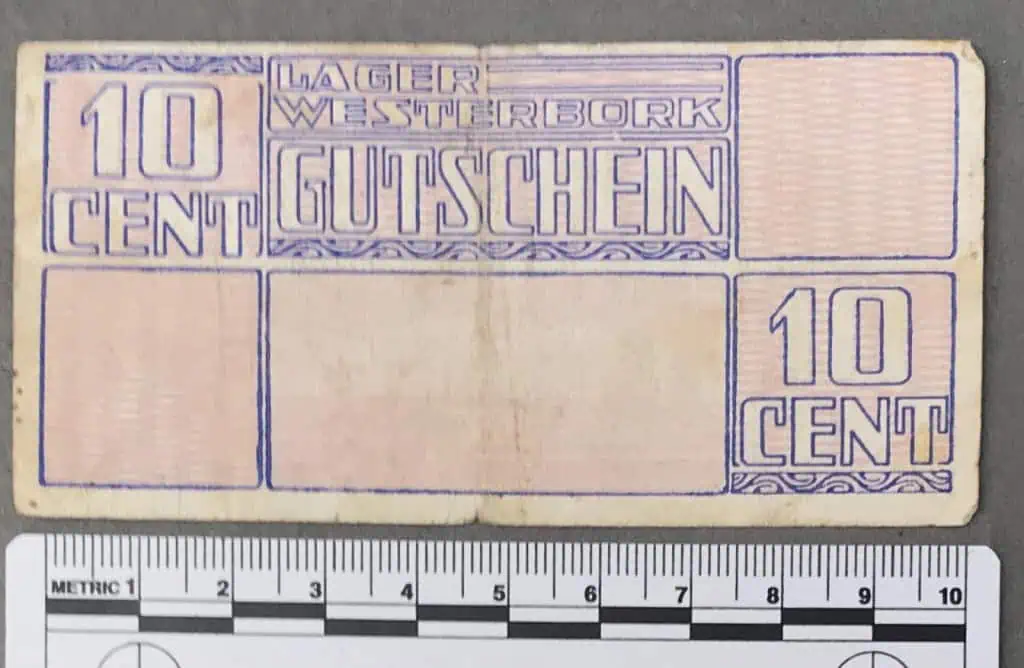 10
CENT
LAGER
WESTERBORK
GUTSCHEIN
10
CENT
METRIC 1 2 3 4 5 6 7 8 9 10